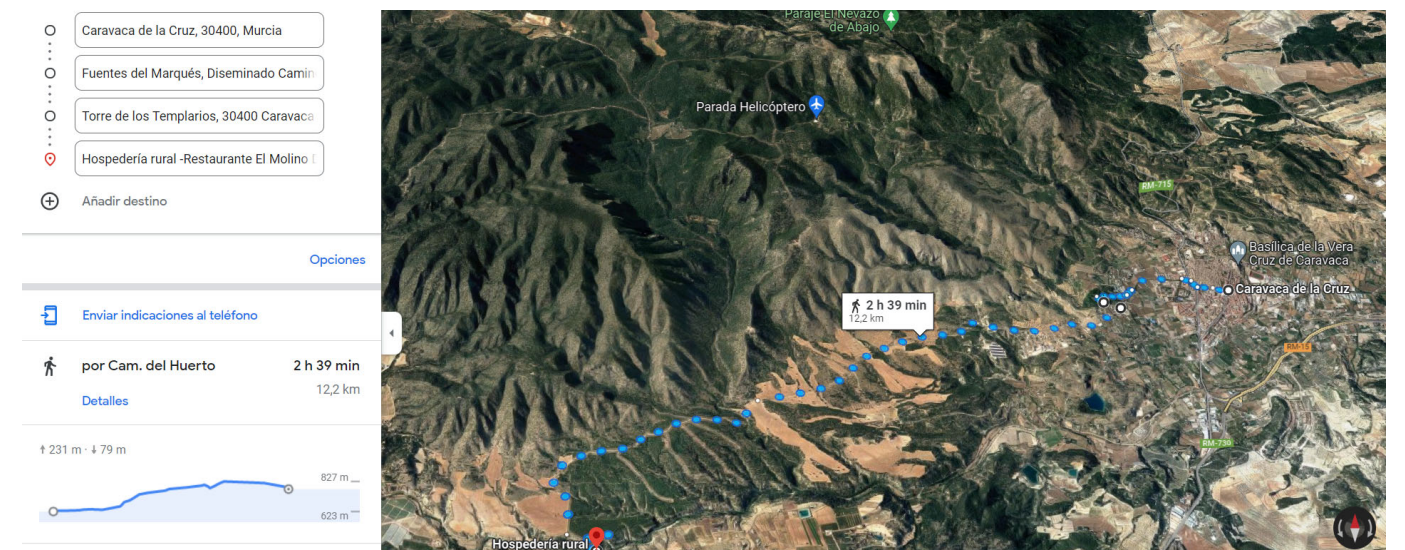 Caravaca de la Cruz, 30400, Murcia
Fuentes del Marqués, Diseminado Camin
Torre de los Templarios, 30400 Caravaca
Hospedería rural -Restaurante El Molino
Añadir destino
Opciones
Enviar indicaciones al teléfono
por Cam. del Huerto
2 h 39 min
12,2 km
Detalles
231 m · 79 m
827 m
623 m
Paraje El Nevazo
de Abajo
Parada Helicóptero
RM-715
Basílica de la Vera
Cruz de Caravaca
Caravaca de la Cruz
2 h 39 min
12,2 km
RM-15
RM-730
Hospedería rural